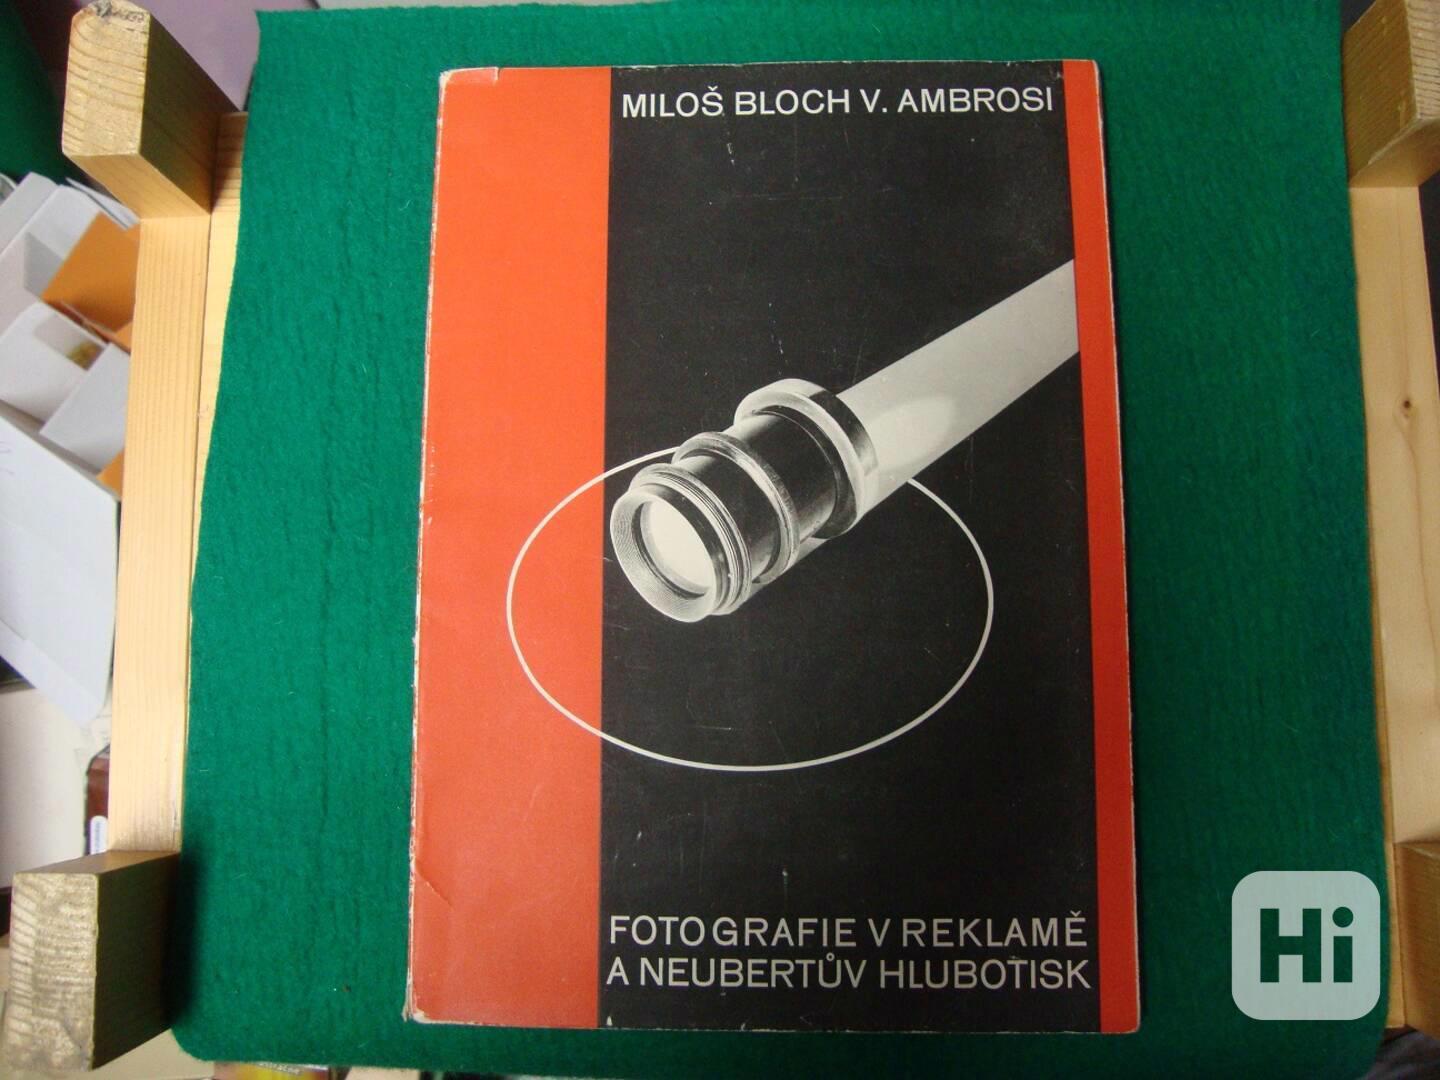 MILOŠ BLOCH V. AMBROSI
FOTOGRAFIE V REKLAMĚ
A NEUBERTŮV HLUBOTISK
Hi